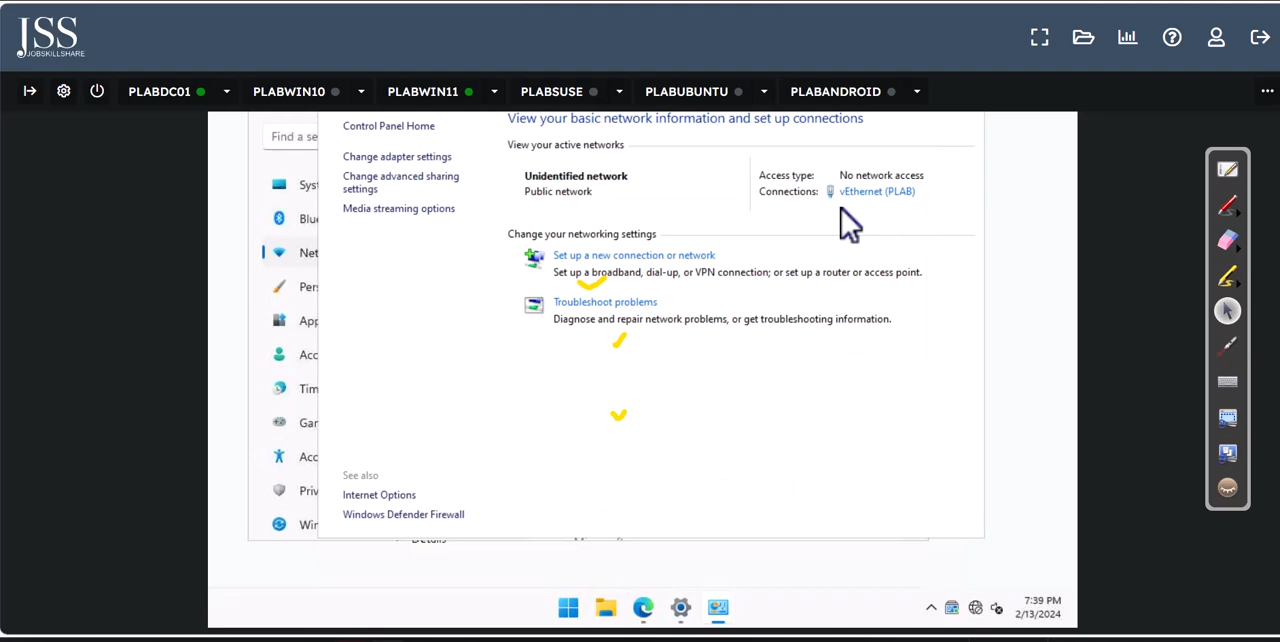 JSS
JOBSKILLSHARE
PLABDC01
PLABWIN10
PLABWIN11
PLABSUSE
PLABUBUNTU
PLABANDROID
Find a se
Syst
Blue
Net
Pers
App
Acc
Tim
Gar
Acc
Priv
Wir
Control Panel Home
Change adapter settings
Change advanced sharing
settings
Media streaming options
See also
Internet Options
Windows Defender Firewall
View your basic network information and set up connections
View your active networks
Unidentified network
Public network
Access type: No network access
Connections: vEthernet (PLAB)
Change your networking settings
Set up a new connection or network
Set up a broadband, dial-up, or VPN connection; or set up a router or access point.
Troubleshoot problems
Diagnose and repair network problems, or get troubleshooting information.
Details
7:39 PM
2/13/2024